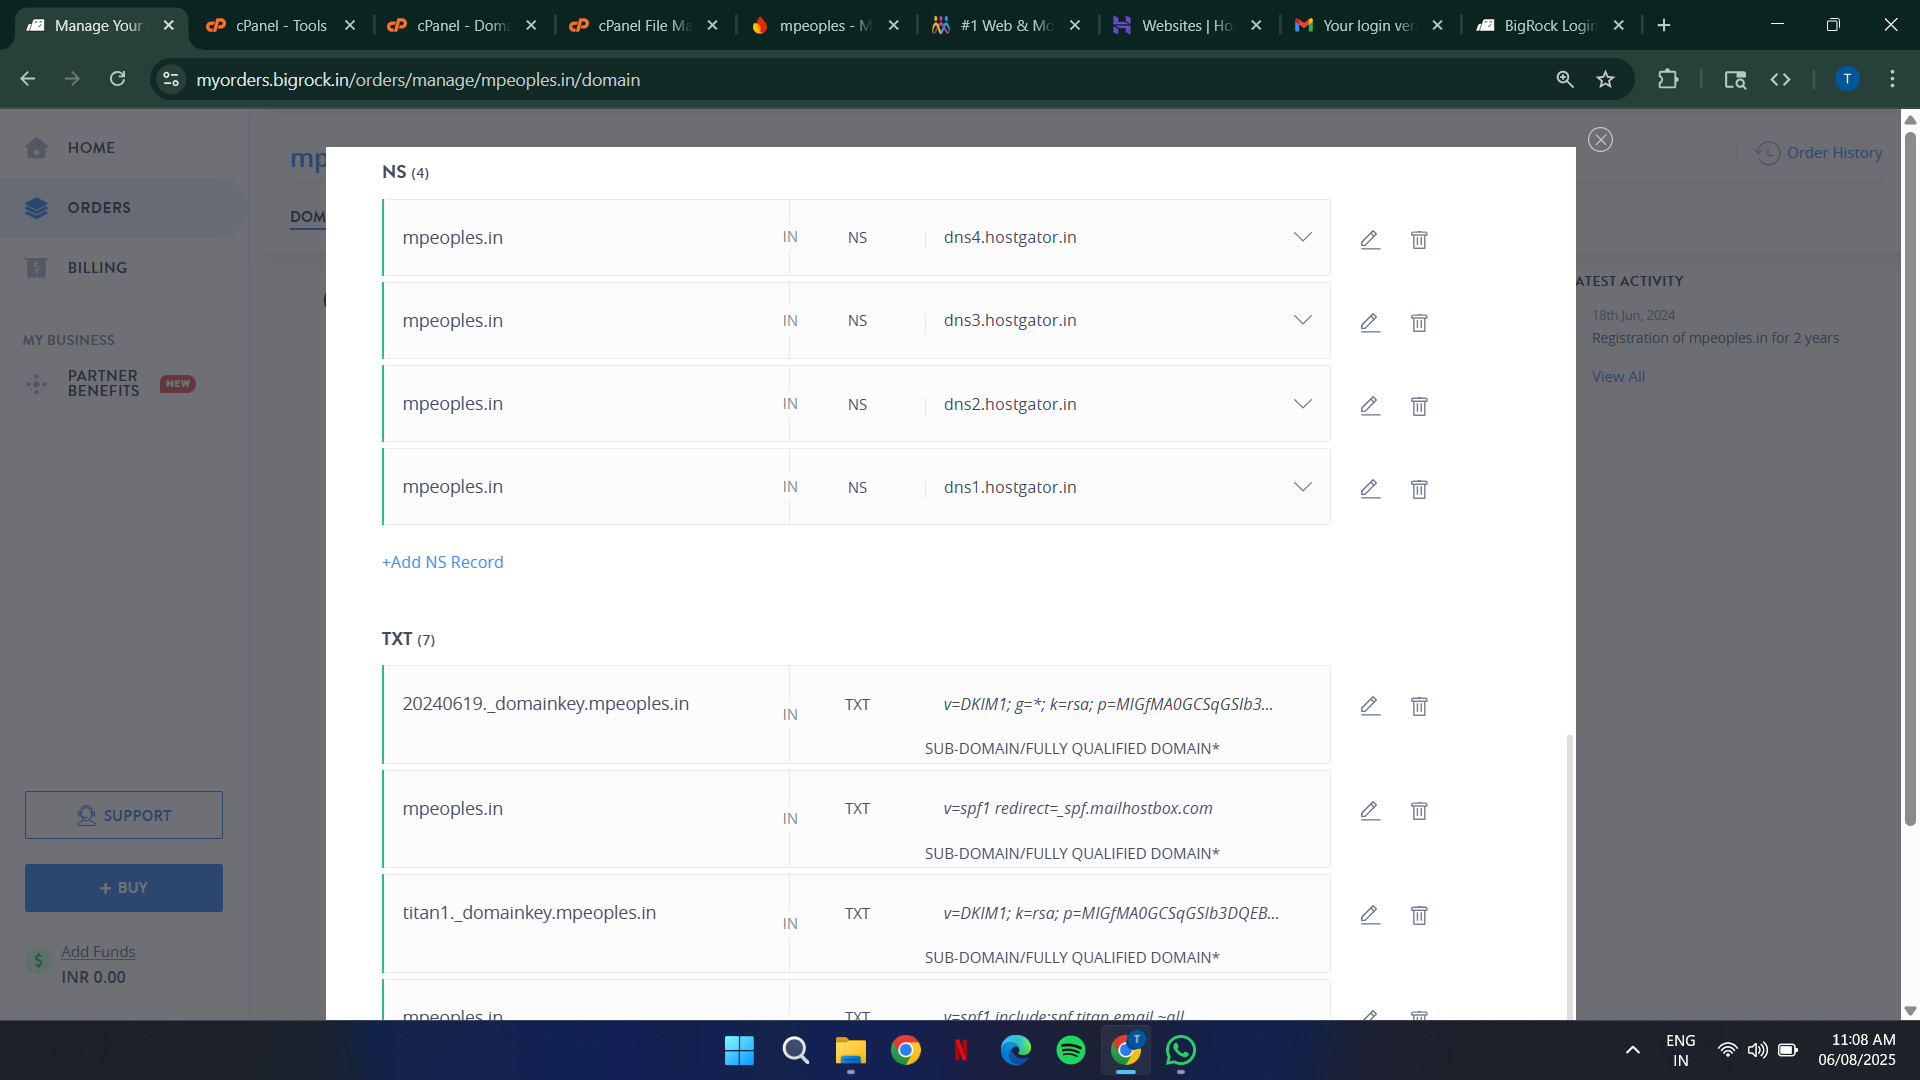 Manage Your
cPanel - Tools
cPanel - Dom
cPanel File Ma
mpeoples - M
#1 Web & Mo
Websites | Ho
Your login ver
BigRock Login
myorders.bigrock.in/orders/manage/mpeoples.in/domain
T
HOME
ORDERS
BILLING
MY BUSINESS
PARTNER
BENEFITS
NEW
SUPPORT
+ BUY
Add Funds
INR 0.00
mp
DOM
Order History
ATEST ACTIVITY
18th Jun, 2024
Registration of mpeoples.in for 2 years
View All
NS (4)
mpeoples.in IN NS dns4.hostgator.in
mpeoples.in IN NS dns3.hostgator.in
mpeoples.in IN NS dns2.hostgator.in
mpeoples.in IN NS dns1.hostgator.in
+Add NS Record
TXT (7)
20240619._domainkey.mpeoples.in IN TXT v=DKIM1; g=*; k=rsa; p=MIGfMA0GCSqGSIb3...
SUB-DOMAIN/FULLY QUALIFIED DOMAIN*
mpeoples.in IN TXT v=spf1 redirect=_spf.mailhostbox.com
SUB-DOMAIN/FULLY QUALIFIED DOMAIN*
titan1._domainkey.mpeoples.in IN TXT v=DKIM1; k=rsa; p=MIGfMA0GCSqGSIb3DQEB...
SUB-DOMAIN/FULLY QUALIFIED DOMAIN*
mpeoples.in TXT v=spf1 include:spf.titan.email ~all
T
ENG
IN
11:08 AM
06/08/2025